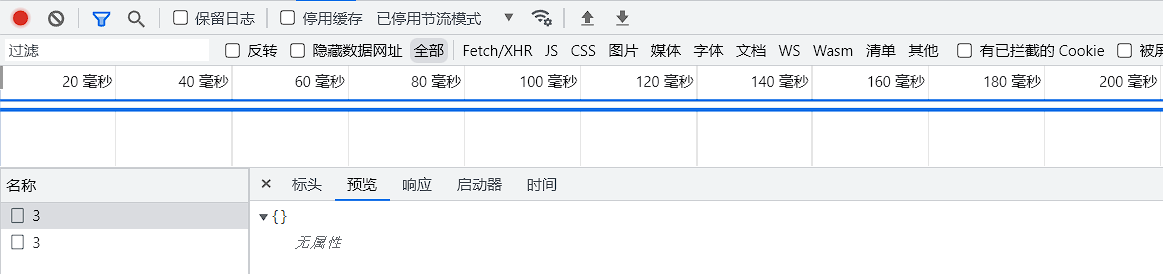 保留日志 停用缓存 已停用节流模式
过滤 反转 隐藏数据网址 全部 Fetch/XHR JS CSS 图片 媒体 字体 文档 WS Wasm 清单 其他 有已拦截的 Cookie 被屏
20 毫秒 40 毫秒 60 毫秒 80 毫秒 100 毫秒 120 毫秒 140 毫秒 160 毫秒 180 毫秒 200 毫秒
名称 × 标头 预览 响应 启动器 时间
3 ▼{}
3 无属性